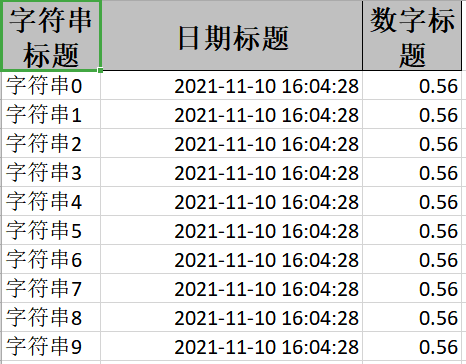 字符串标题 日期标题 数字标题
字符串0 2021-11-10 16:04:28 0.56
字符串1 2021-11-10 16:04:28 0.56
字符串2 2021-11-10 16:04:28 0.56
字符串3 2021-11-10 16:04:28 0.56
字符串4 2021-11-10 16:04:28 0.56
字符串5 2021-11-10 16:04:28 0.56
字符串6 2021-11-10 16:04:28 0.56
字符串7 2021-11-10 16:04:28 0.56
字符串8 2021-11-10 16:04:28 0.56
字符串9 2021-11-10 16:04:28 0.56